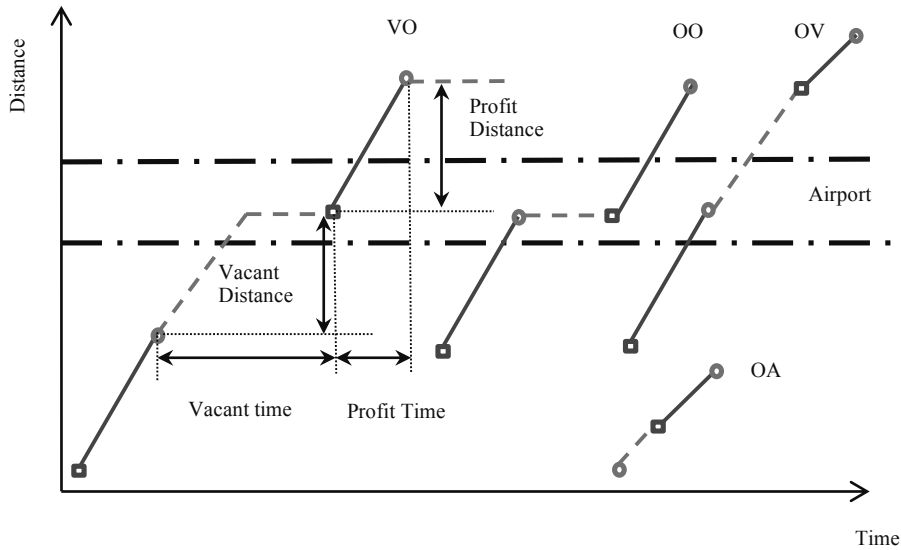 VO
OO
OV
Distance
Profit
Distance
Airport
Vacant
Distance
OA
Vacant time
Profit Time
Time